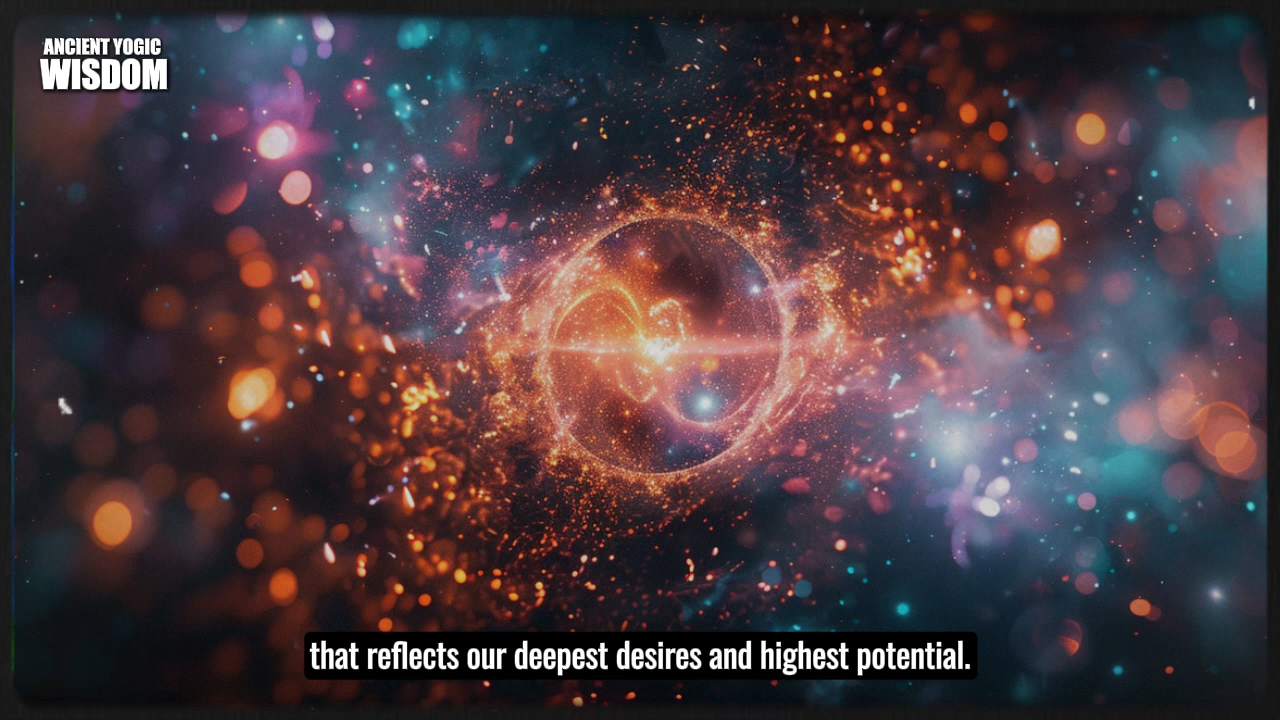 ANCIENT YOGIC
WISDOM
that reflects our deepest desires and highest potential.